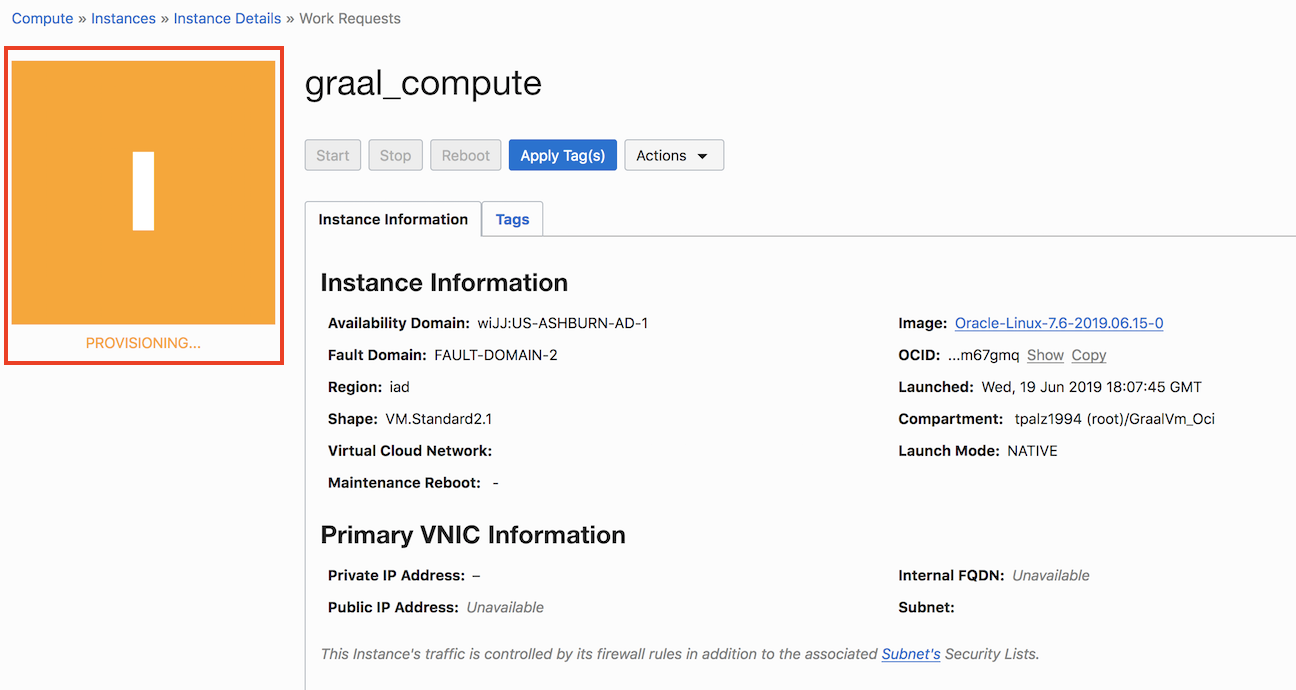 Compute » Instances » Instance Details » Work Requests
I
PROVISIONING...
graal_compute
Start Stop Reboot Apply Tag(s) Actions
Instance Information Tags
Instance Information
Availability Domain: wiJJ:US-ASHBURN-AD-1
Fault Domain: FAULT-DOMAIN-2
Region: iad
Shape: VM.Standard2.1
Virtual Cloud Network:
Maintenance Reboot: -
Image: Oracle-Linux-7.6-2019.06.15-0
OCID: ...m67gmq Show Copy
Launched: Wed, 19 Jun 2019 18:07:45 GMT
Compartment: tpalz1994 (root)/GraalVm_Oci
Launch Mode: NATIVE
Primary VNIC Information
Private IP Address: –
Public IP Address: Unavailable
Internal FQDN: Unavailable
Subnet:
This Instance's traffic is controlled by its firewall rules in addition to the associated Subnet's Security Lists.